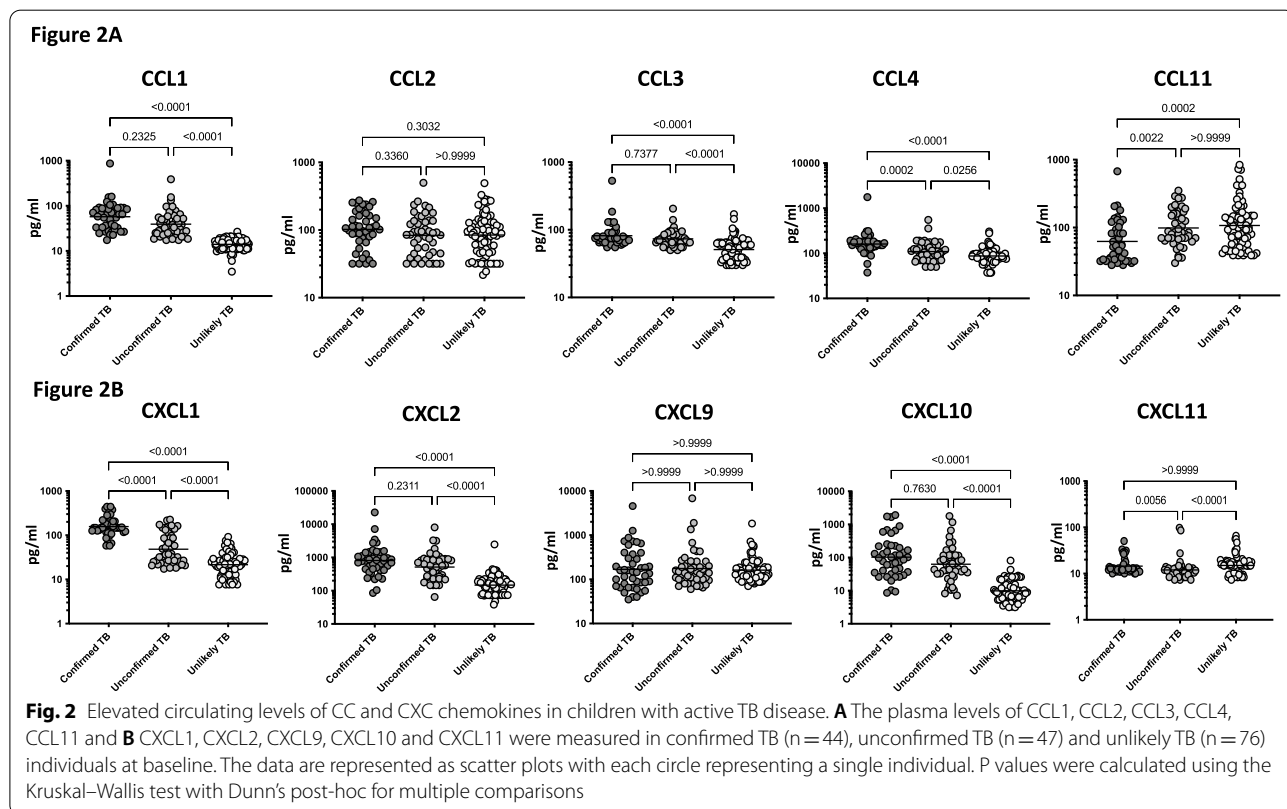 Figure 2A
CCL1
CCL2
CCL3
CCL4
CCL11
<0.0001
0.2325
<0.0001
pg/ml
1000
100
10
1
Confirmed TB
Unconfirmed TB
Unlikely TB
0.3032
0.3360
>0.9999
pg/ml
1000
100
10
Confirmed TB
Unconfirmed TB
Unlikely TB
<0.0001
0.7377
<0.0001
pg/ml
1000
100
10
Confirmed TB
Unconfirmed TB
Unlikely TB
<0.0001
0.0002
0.0256
pg/ml
10000
1000
100
10
Confirmed TB
Unconfirmed TB
Unlikely TB
0.0002
0.0022
>0.9999
pg/ml
1000
100
10
Confirmed TB
Unconfirmed TB
Unlikely TB
Figure 2B
CXCL1
CXCL2
CXCL9
CXCL10
CXCL11
<0.0001
<0.0001
<0.0001
pg/ml
1000
100
10
1
Confirmed TB
Unconfirmed TB
Unlikely TB
<0.0001
0.2311
<0.0001
pg/ml
100000
10000
1000
100
10
Confirmed TB
Unconfirmed TB
Unlikely TB
>0.9999
>0.9999
>0.9999
pg/ml
10000
1000
100
10
Confirmed TB
Unconfirmed TB
Unlikely TB
<0.0001
0.7630
<0.0001
pg/ml
10000
1000
100
10
1
Confirmed TB
Unconfirmed TB
Unlikely TB
>0.9999
0.0056
<0.0001
pg/ml
1000
100
10
1
Confirmed TB
Unconfirmed TB
Unlikely TB
Fig. 2 Elevated circulating levels of CC and CXC chemokines in children with active TB disease. A The plasma levels of CCL1, CCL2, CCL3, CCL4,
CCL11 and B CXCL1, CXCL2, CXCL9, CXCL10 and CXCL11 were measured in confirmed TB (n = 44), unconfirmed TB (n = 47) and unlikely TB (n = 76)
individuals at baseline. The data are represented as scatter plots with each circle representing a single individual. P values were calculated using the
Kruskal–Wallis test with Dunn's post-hoc for multiple comparisons